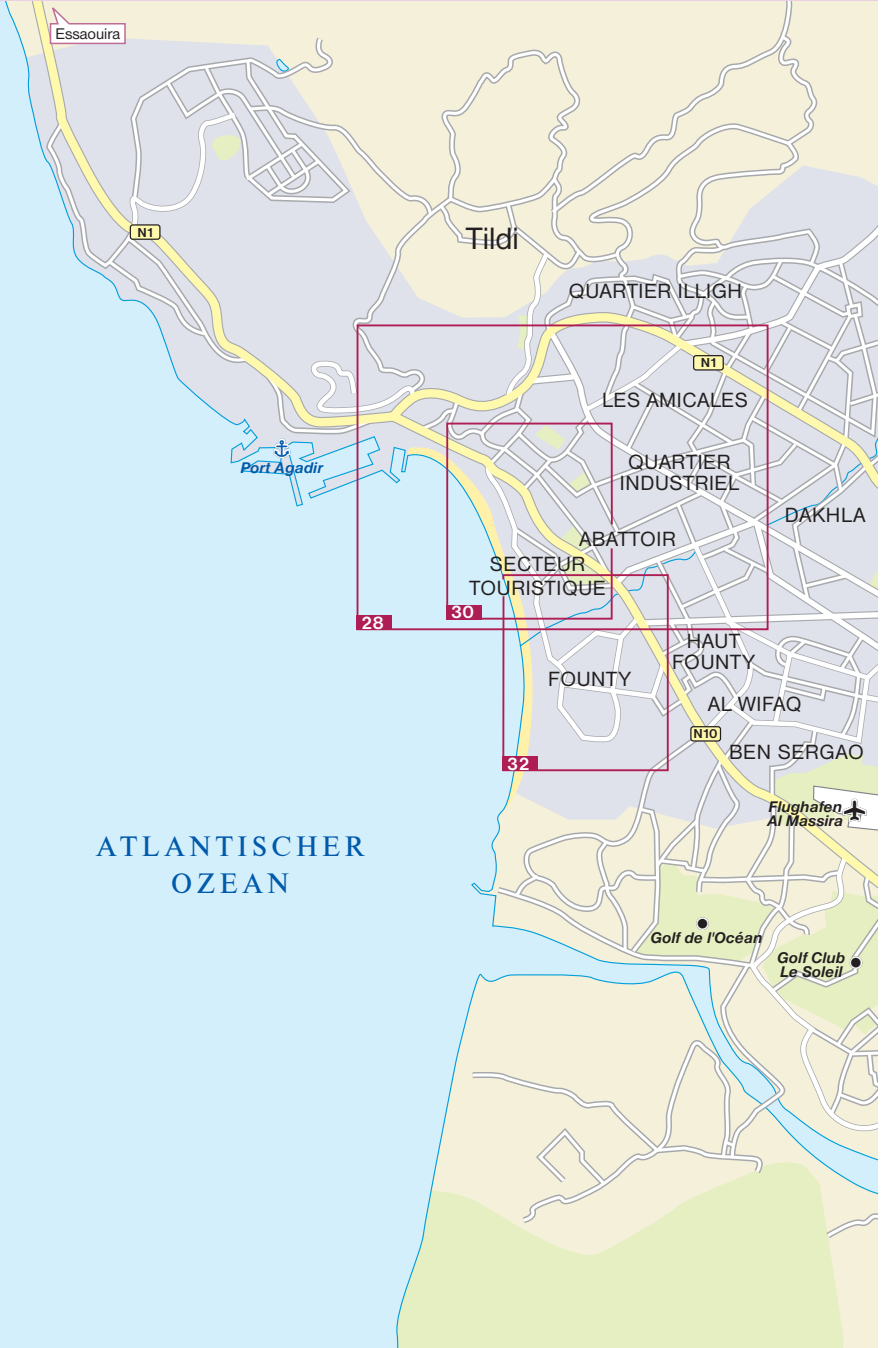 Essaouira
N1
Tildi
QUARTIER ILLIGH
N1
LES AMICALES
Port Agadir
QUARTIER
INDUSTRIEL
DAKHLA
ABATTOIR
SECTEUR
TOURISTIQUE
30
28
HAUT
FOUNTY
FOUNTY
AL WIFAQ
N10
BEN SERGAO
32
Flughafen
Al Massira
ATLANTISCHER
OZEAN
Golf de l'Océan
Golf Club
Le Soleil